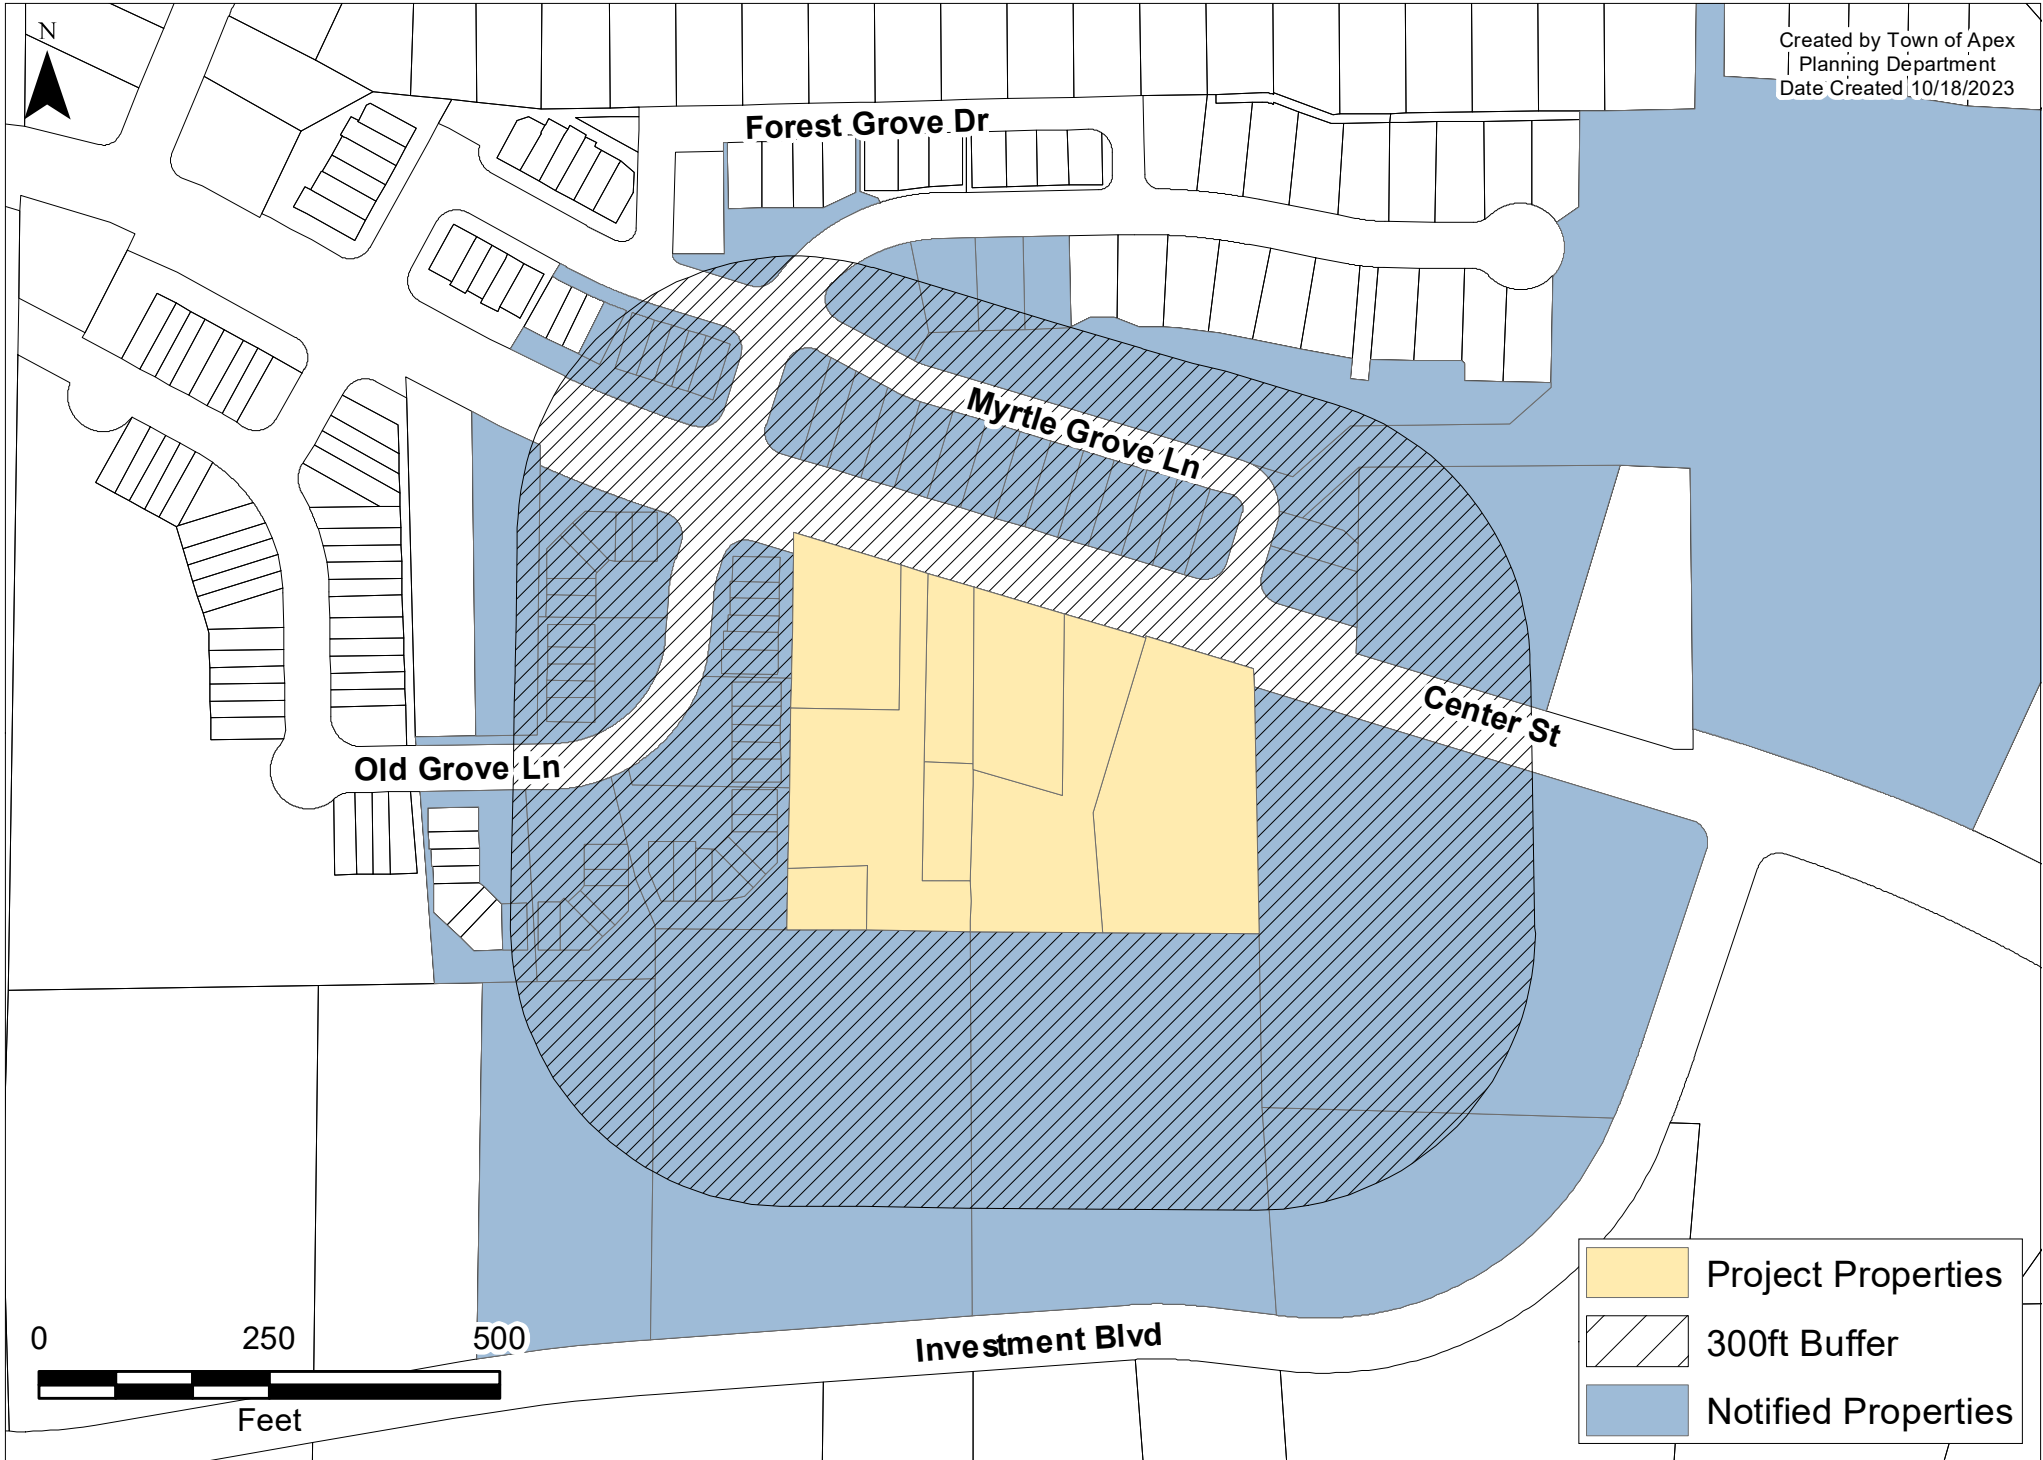 N
Created by Town of Apex
Planning Department
Date Created 10/18/2023
Forest Grove Dr
Myrtle Grove Ln
Center St
Old Grove Ln
Investment Blvd
0 250 500
Feet
Project Properties
300ft Buffer
Notified Properties